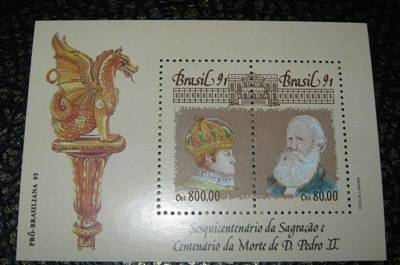 Brasil 91
Brasil 91
Cr$ 800,00
Cr$ 80,00
Sesquicentenário da Sagração e
Centenário da Morte de D. Pedro II.
PRÓ-BRASILIANA 93